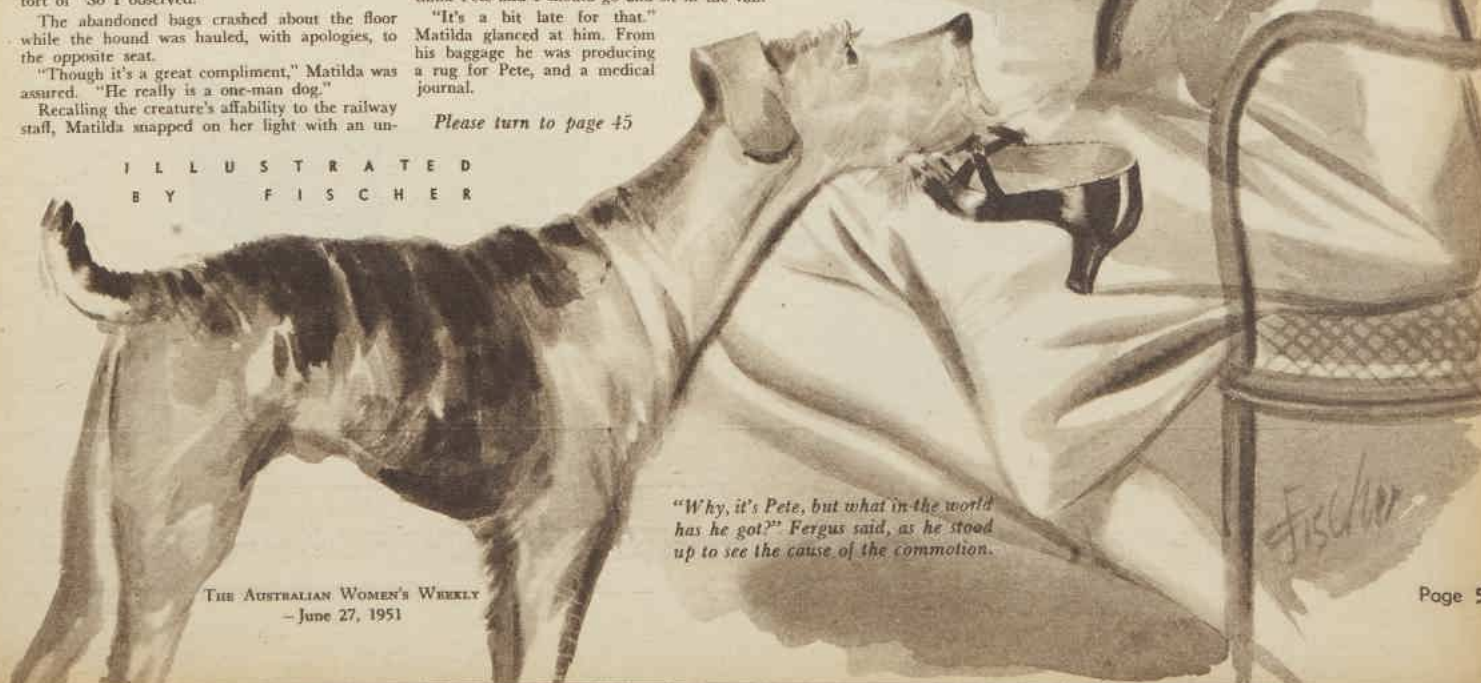 The abandoned bags crashed about the floor
while the hound was hauled, with apologies, to
the opposite seat.
"Though it's a great compliment," Matilda was
assured. "He really is a one-man dog."
Recalling the creature's affability to the railway
staff, Matilda snapped on her light with an un-
"It's a bit late for that."
Matilda glanced at him. From
his baggage he was producing
a rug for Pete, and a medical
journal.
Please turn to page 45
ILLUSTRATED
BY FISCHER
"Why, it's Pete, but what in the world
has he got?" Fergus said, as he stood
up to see the cause of the commotion.
Fischer
THE AUSTRALIAN WOMEN'S WEEKLY
– June 27, 1951
Page